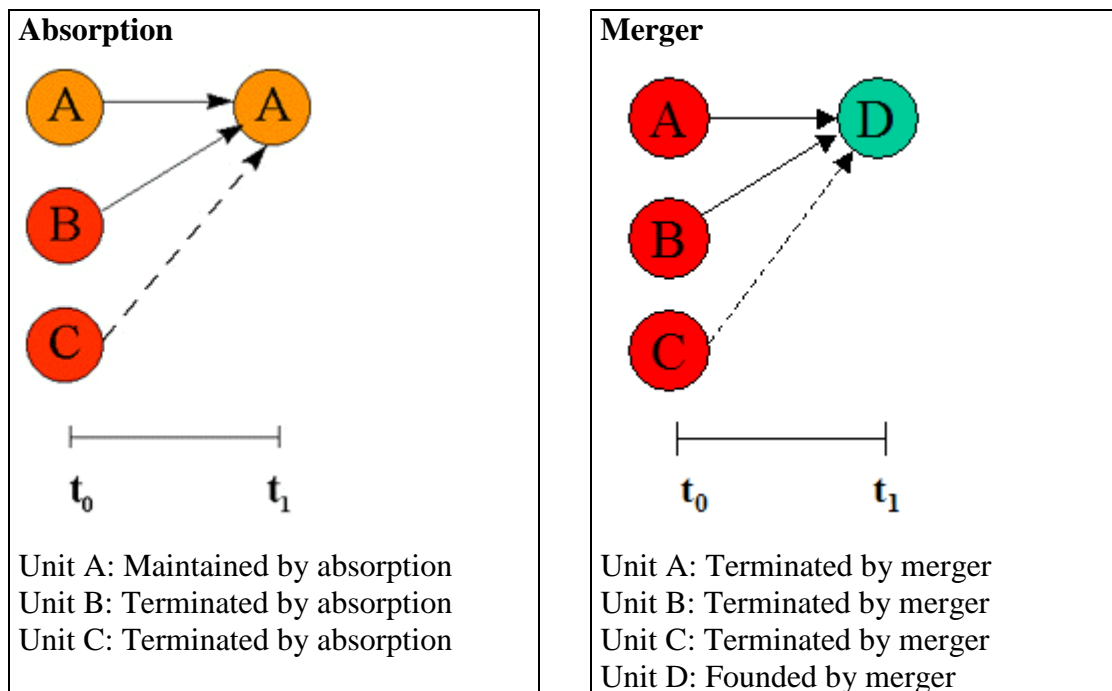 Absorption
A
A
B
C
t₀ t₁
Unit A: Maintained by absorption
Unit B: Terminated by absorption
Unit C: Terminated by absorption
Merger
A
D
B
C
t₀ t₁
Unit A: Terminated by merger
Unit B: Terminated by merger
Unit C: Terminated by merger
Unit D: Founded by merger